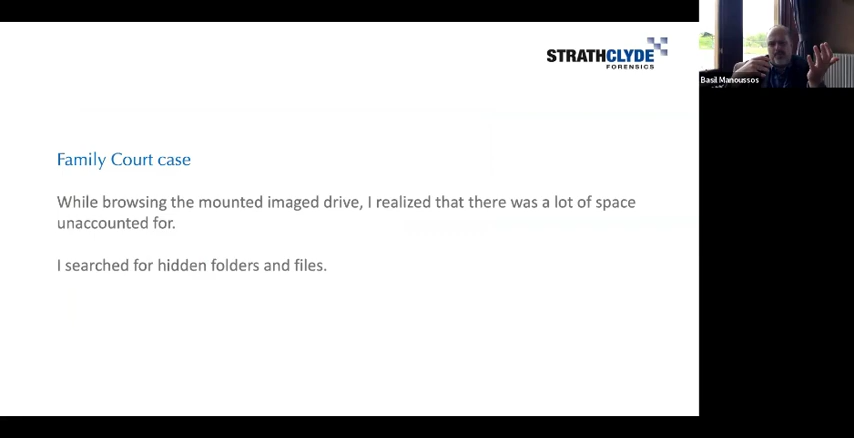 STRATHCLYDE
FORENSICS
Basil Manoussos
Family Court case
While browsing the mounted imaged drive, I realized that there was a lot of space
unaccounted for.
I searched for hidden folders and files.